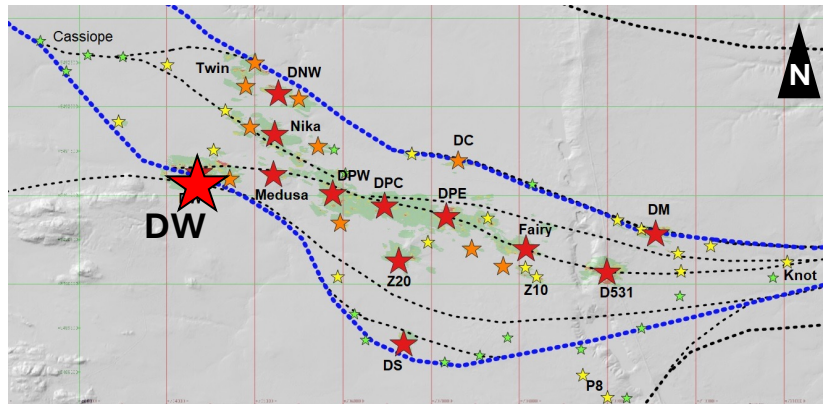 Cassiope
Twin
DNW
N
Nika
DC
DPW
Medusa
DPC
DPE
DM
DW
Fairy
Z20
Z10
D531
Knot
DS
P8